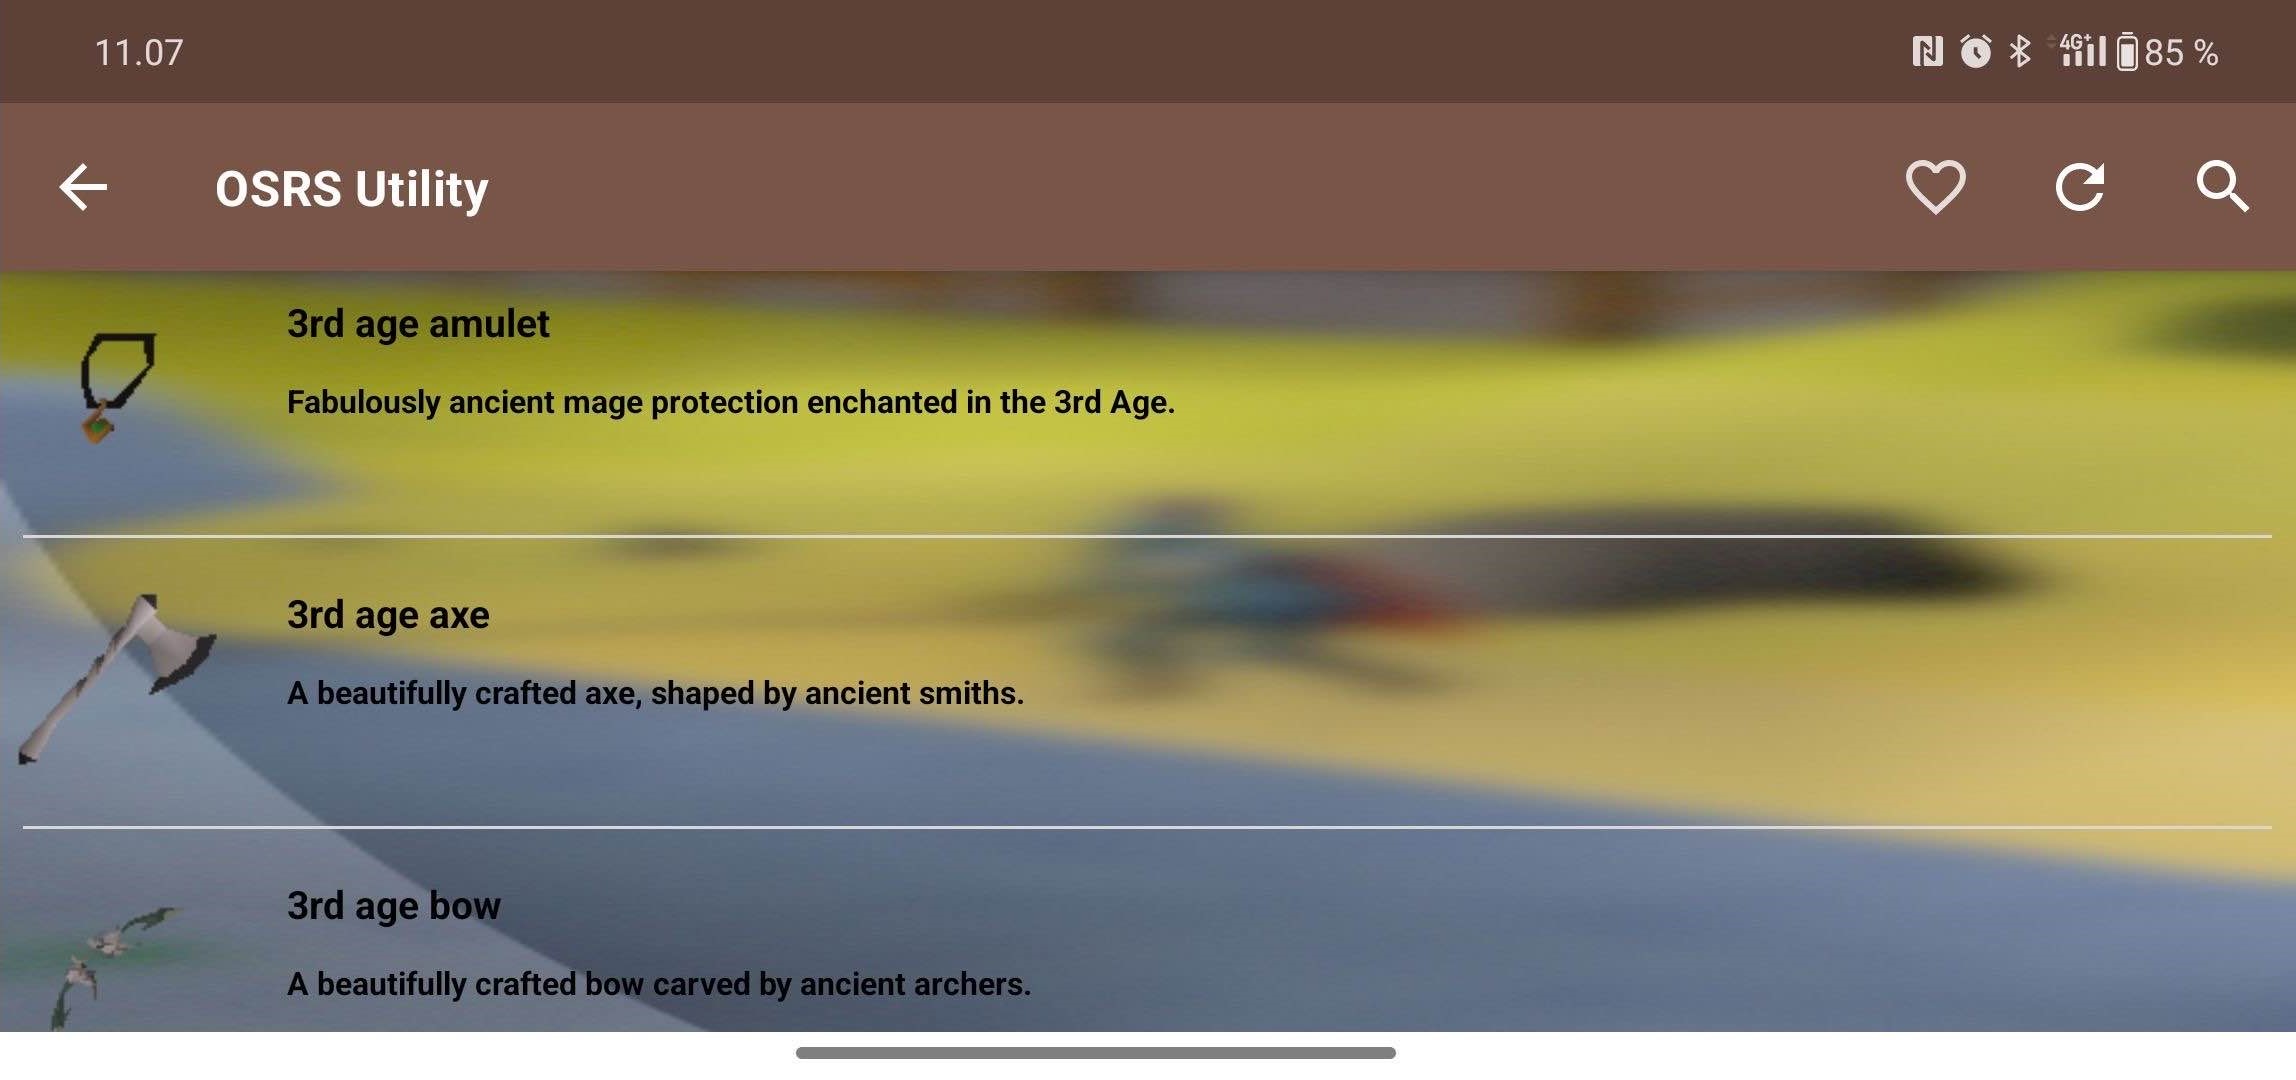 11.07
4G+ 85 %
OSRS Utility
3rd age amulet
Fabulously ancient mage protection enchanted in the 3rd Age.
3rd age axe
A beautifully crafted axe, shaped by ancient smiths.
3rd age bow
A beautifully crafted bow carved by ancient archers.